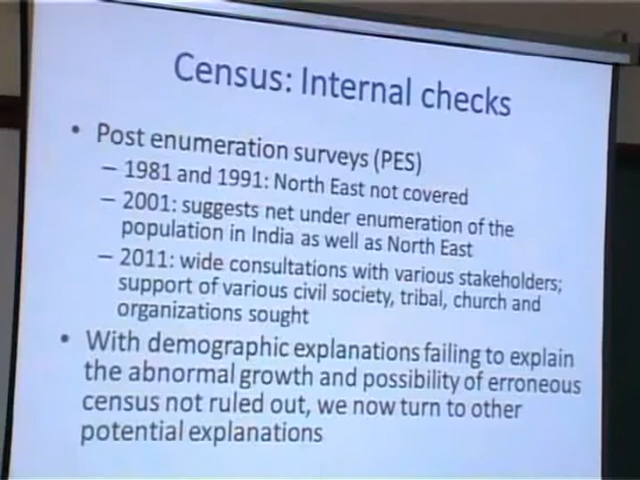 Census: Internal checks
• Post enumeration surveys (PES)
– 1981 and 1991: North East not covered
– 2001: suggests net under enumeration of the
population in India as well as North East
– 2011: wide consultations with various stakeholders;
support of various civil society, tribal, church and
organizations sought
• With demographic explanations failing to explain
the abnormal growth and possibility of erroneous
census not ruled out, we now turn to other
potential explanations